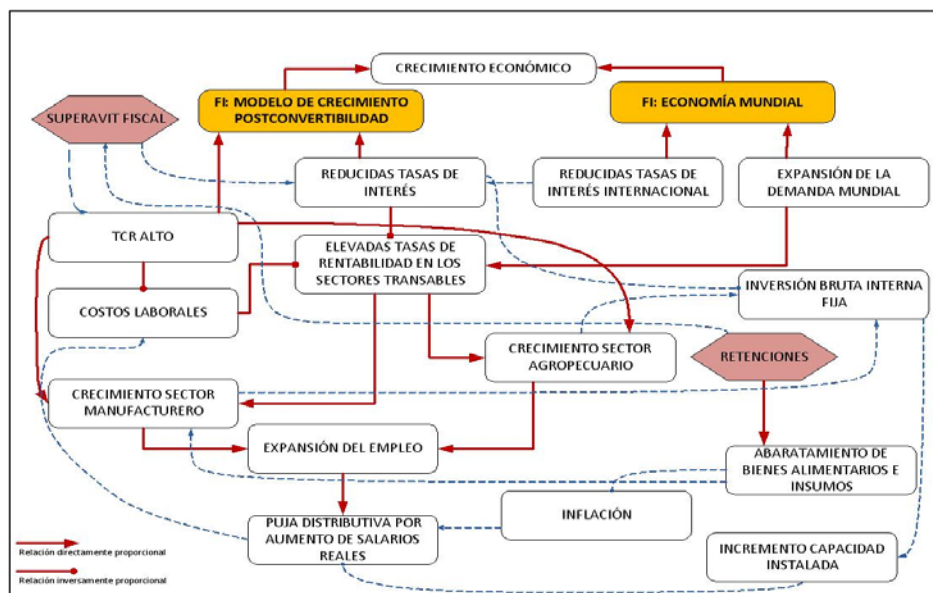 CRECIMIENTO ECONÓMICO
FI: MODELO DE CRECIMIENTO
POSTCONVERTIBILIDAD
FI: ECONOMÍA MUNDIAL
SUPERAVIT FISCAL
REDUCIDAS TASAS DE
INTERÉS
REDUCIDAS TASAS DE
INTERÉS INTERNACIONAL
EXPANSIÓN DE LA
DEMANDA MUNDIAL
TCR ALTO
ELEVADAS TASAS DE
RENTABILIDAD EN LOS
SECTORES TRANSABLES
INVERSIÓN BRUTA INTERNA
FIJA
COSTOS LABORALES
CRECIMIENTO SECTOR
AGROPECUARIO
RETENCIONES
CRECIMIENTO SECTOR
MANUFACTURERO
EXPANSIÓN DEL EMPLEO
ABARATAMIENTO DE
BIENES ALIMENTARIOS E
INSUMOS
INFLACIÓN
PUJA DISTRIBUTIVA POR
AUMENTO DE SALARIOS
REALES
INCREMENTO CAPACIDAD
INSTALADA
Relación directamente proporcional
Relación inversamente proporcional